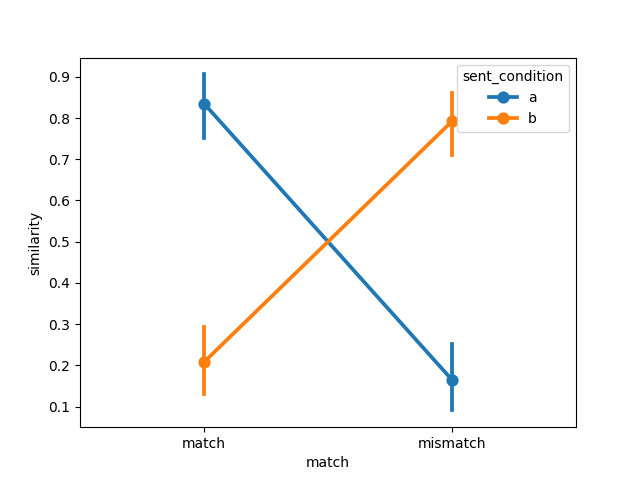 sent_condition
a
b
0.9
0.8
0.7
0.6
0.5
0.4
0.3
0.2
0.1
similarity
match
mismatch
match